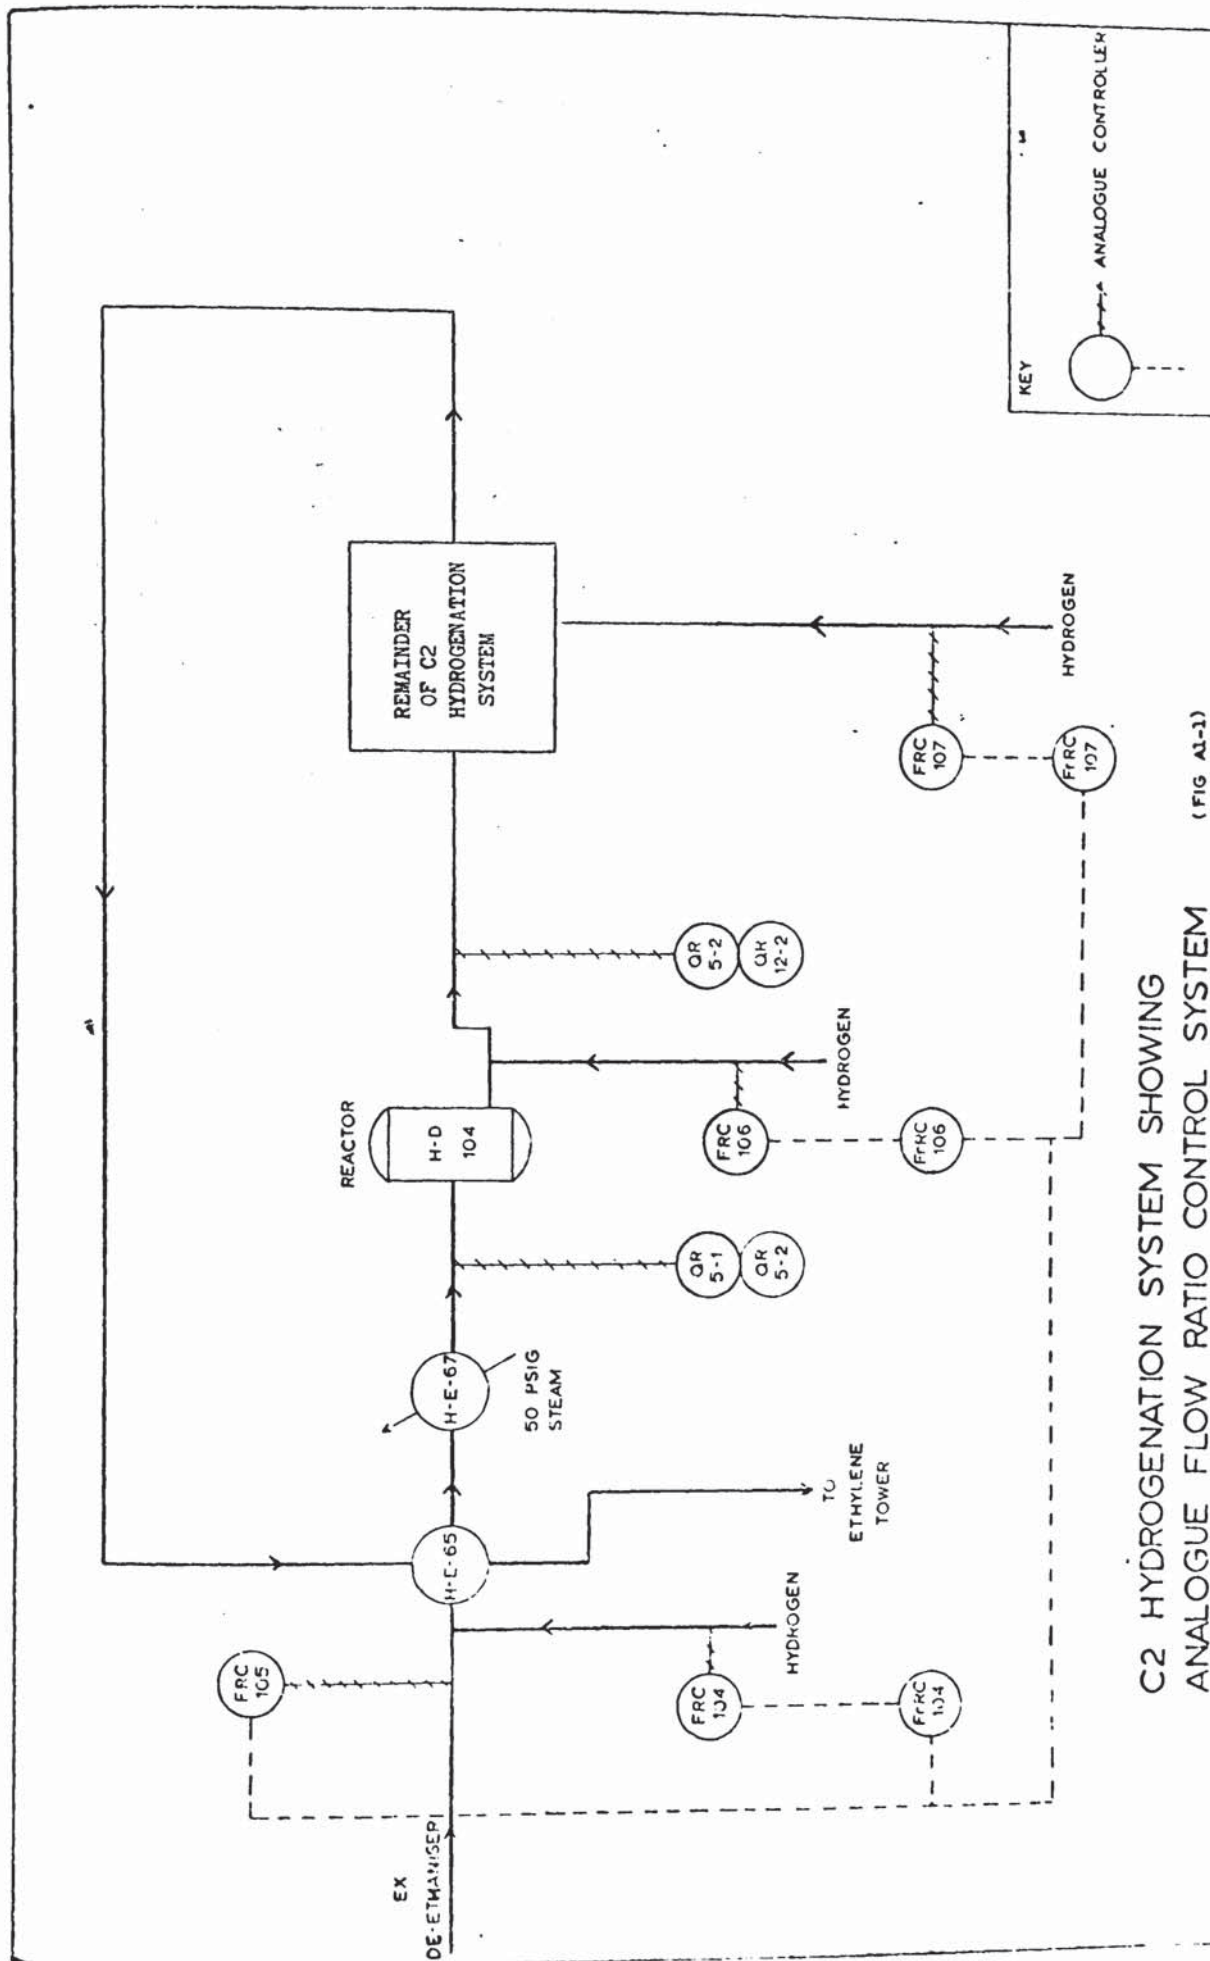 EX
DE-ETHANISER
FRC
105
HYDROGEN
FRC
104
FrRC
104
H-E-65
TO
ETHYLENE
TOWER
H-E-67
50 PSIG
STEAM
QR
5-1
QR
5-2
REACTOR
H-D
104
HYDROGEN
FRC
106
FrRC
106
QR
5-2
QR
12-2
REMAINDER
OF C2
HYDROGENATION
SYSTEM
HYDROGEN
FRC
107
FrRC
107
KEY
ANALOGUE CONTROLLER
C2 HYDROGENATION SYSTEM SHOWING
ANALOGUE FLOW RATIO CONTROL SYSTEM (FIG A1-1)